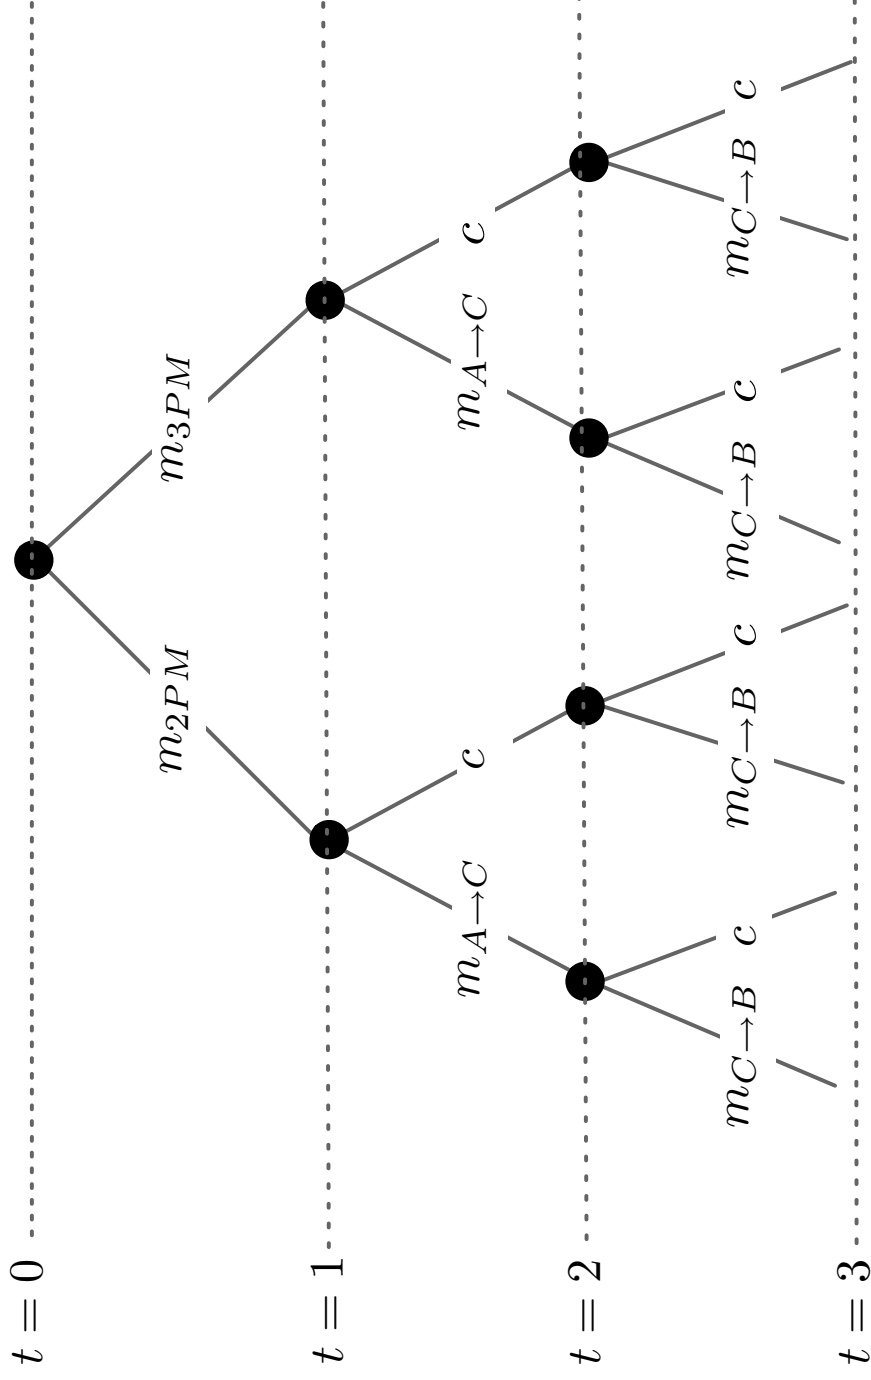 t = 0
m_{2PM}
m_{3PM}
t = 1
m_{A→C}
c
m_{A→C}
c
t = 2
m_{C→B}
c
m_{C→B}
c
m_{C→B}
c
m_{C→B}
c
t = 3